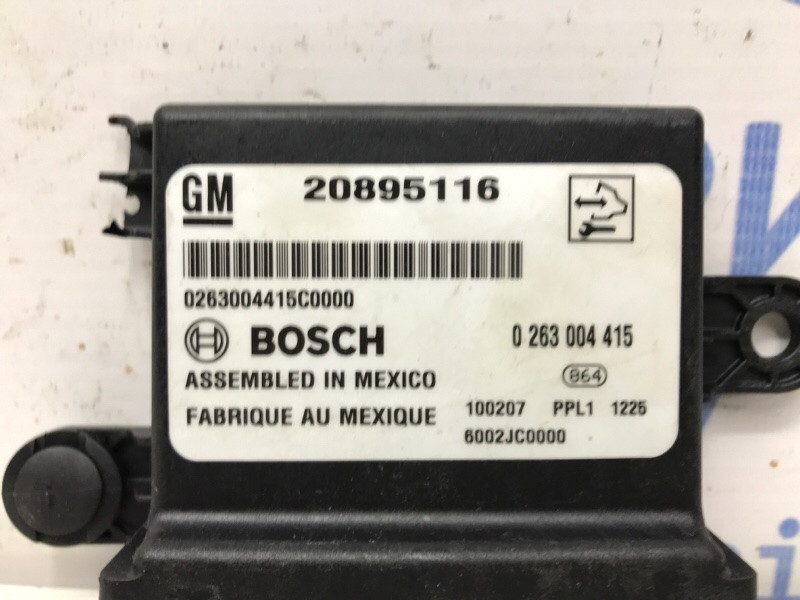 GM 20895116
0263004415C0000
BOSCH 0 263 004 415
ASSEMBLED IN MEXICO 864
FABRIQUE AU MEXIQUE 100207 PPL1 1225
6002JC0000